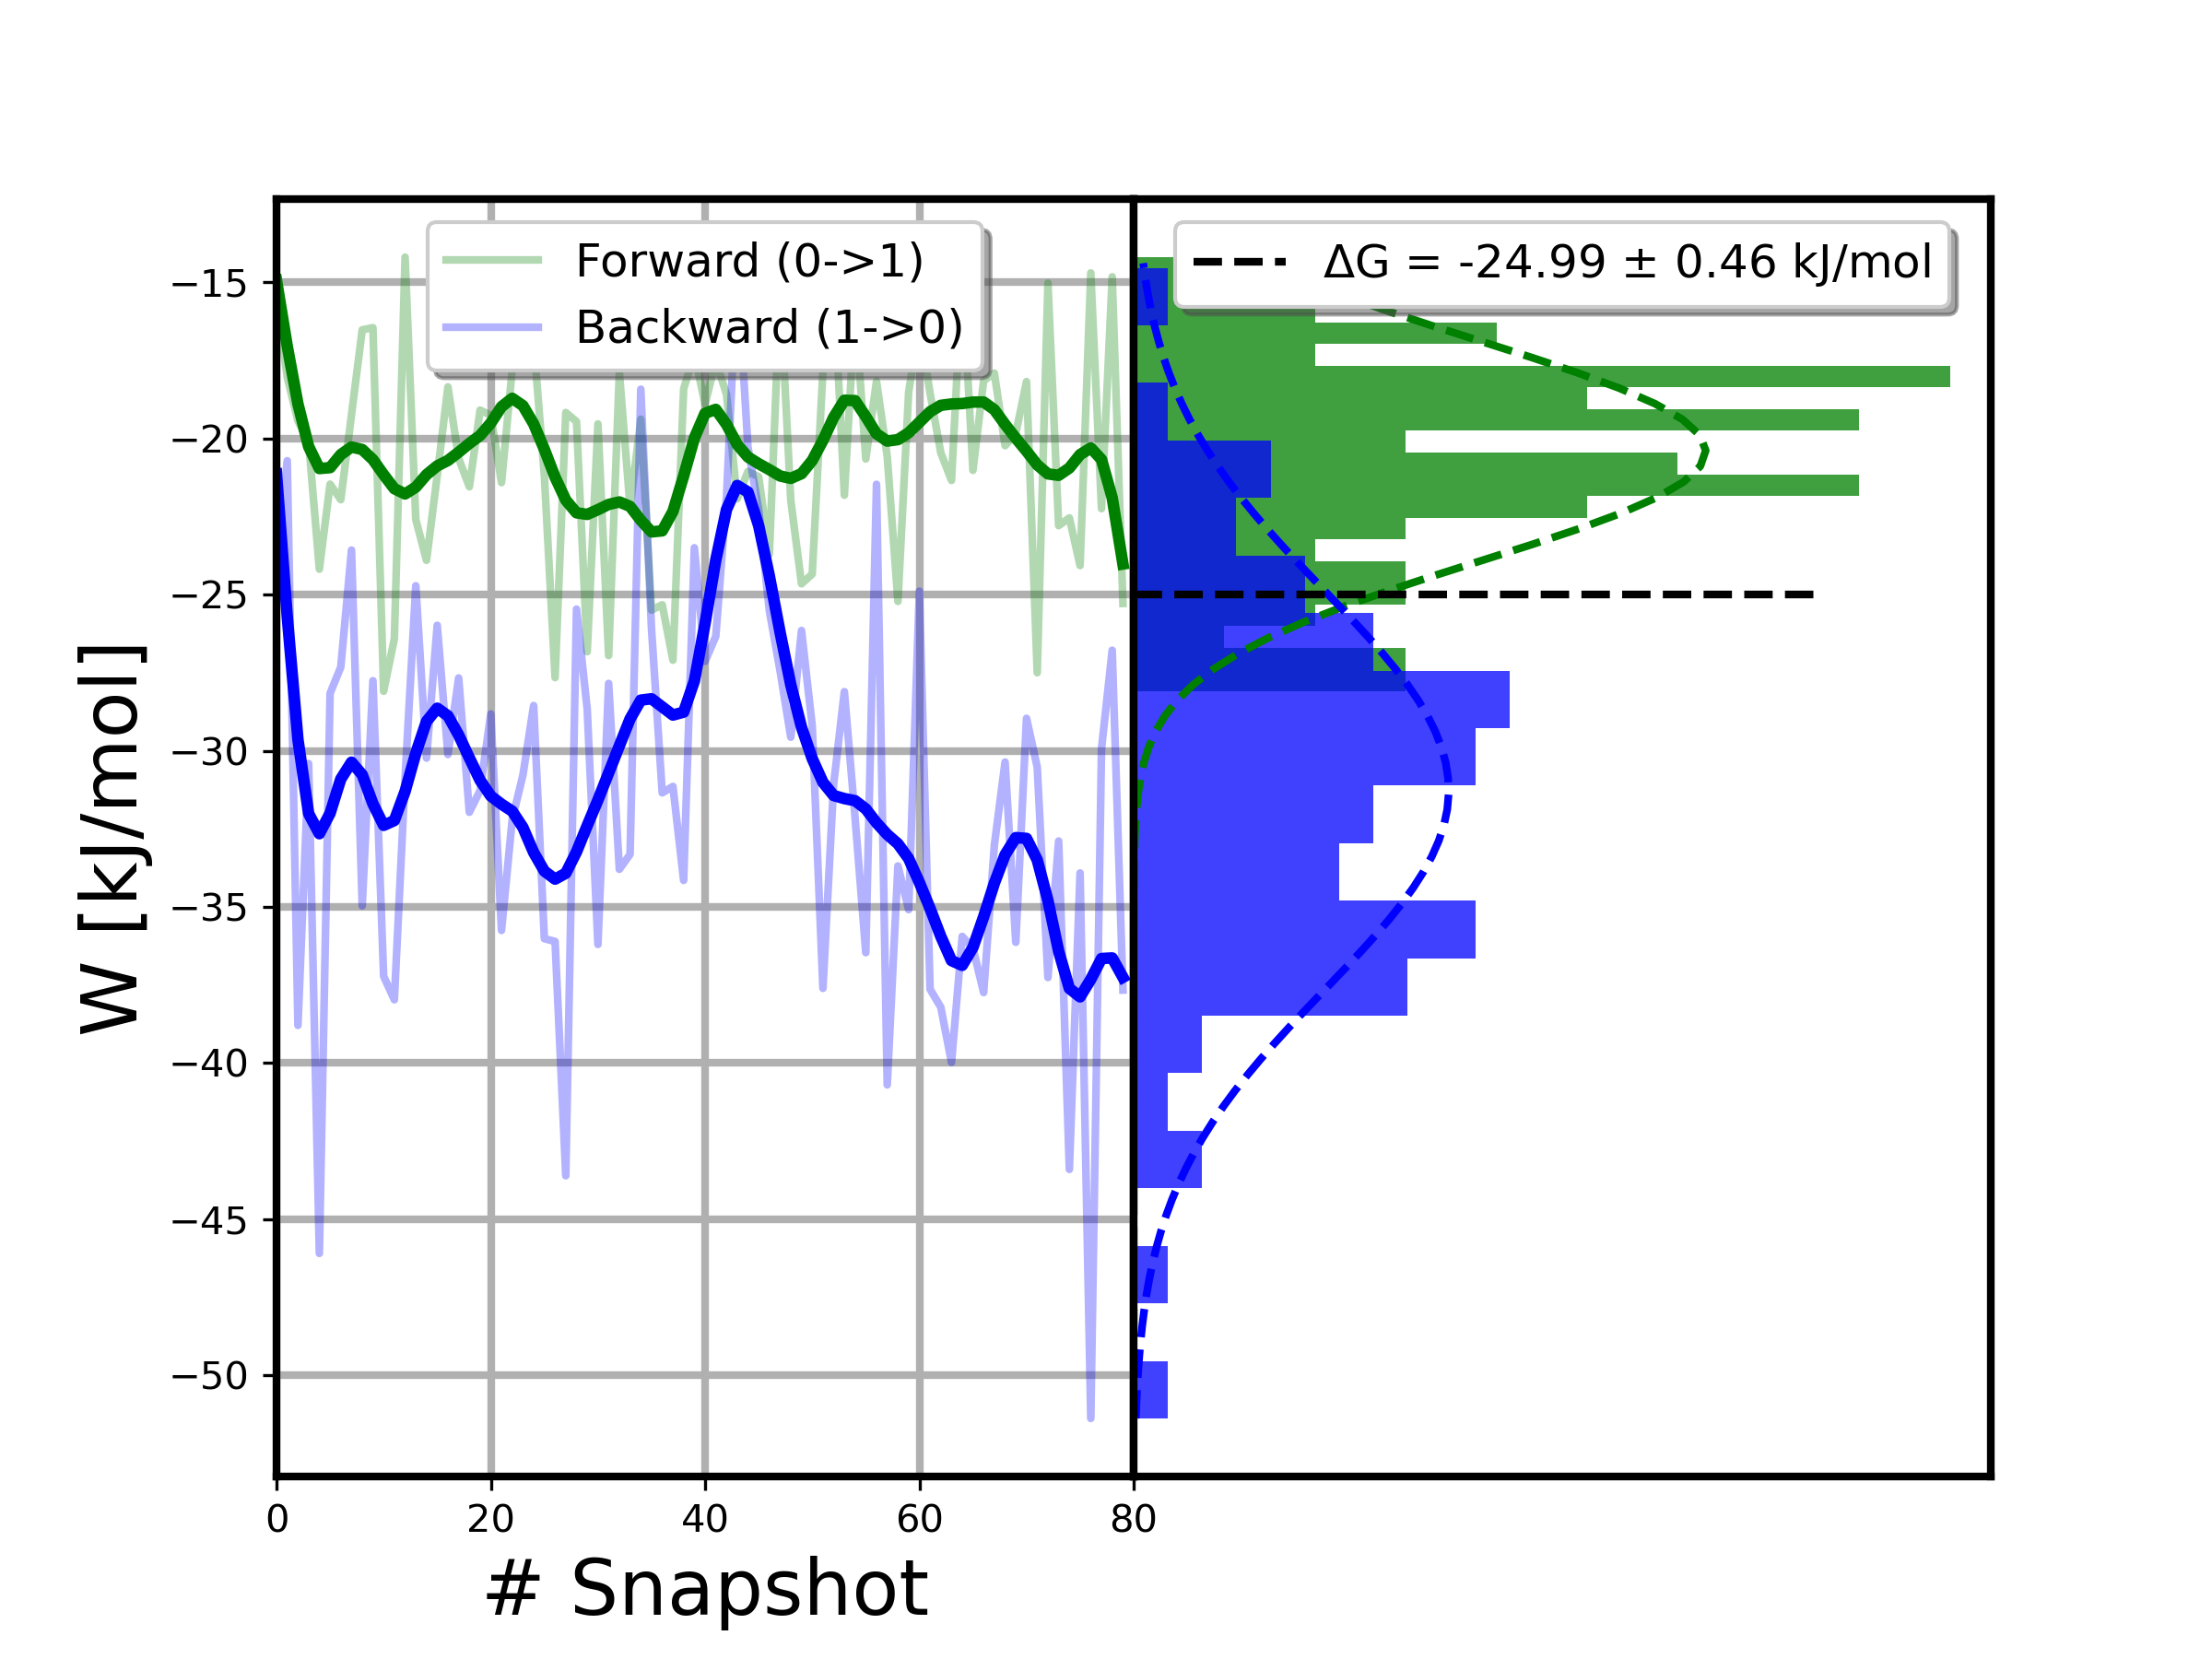 Forward (0->1)
Backward (1->0)
ΔG = -24.99 ± 0.46 kJ/mol
W [kJ/mol]
−15
−20
−25
−30
−35
−40
−45
−50
0 20 40 60 80
# Snapshot